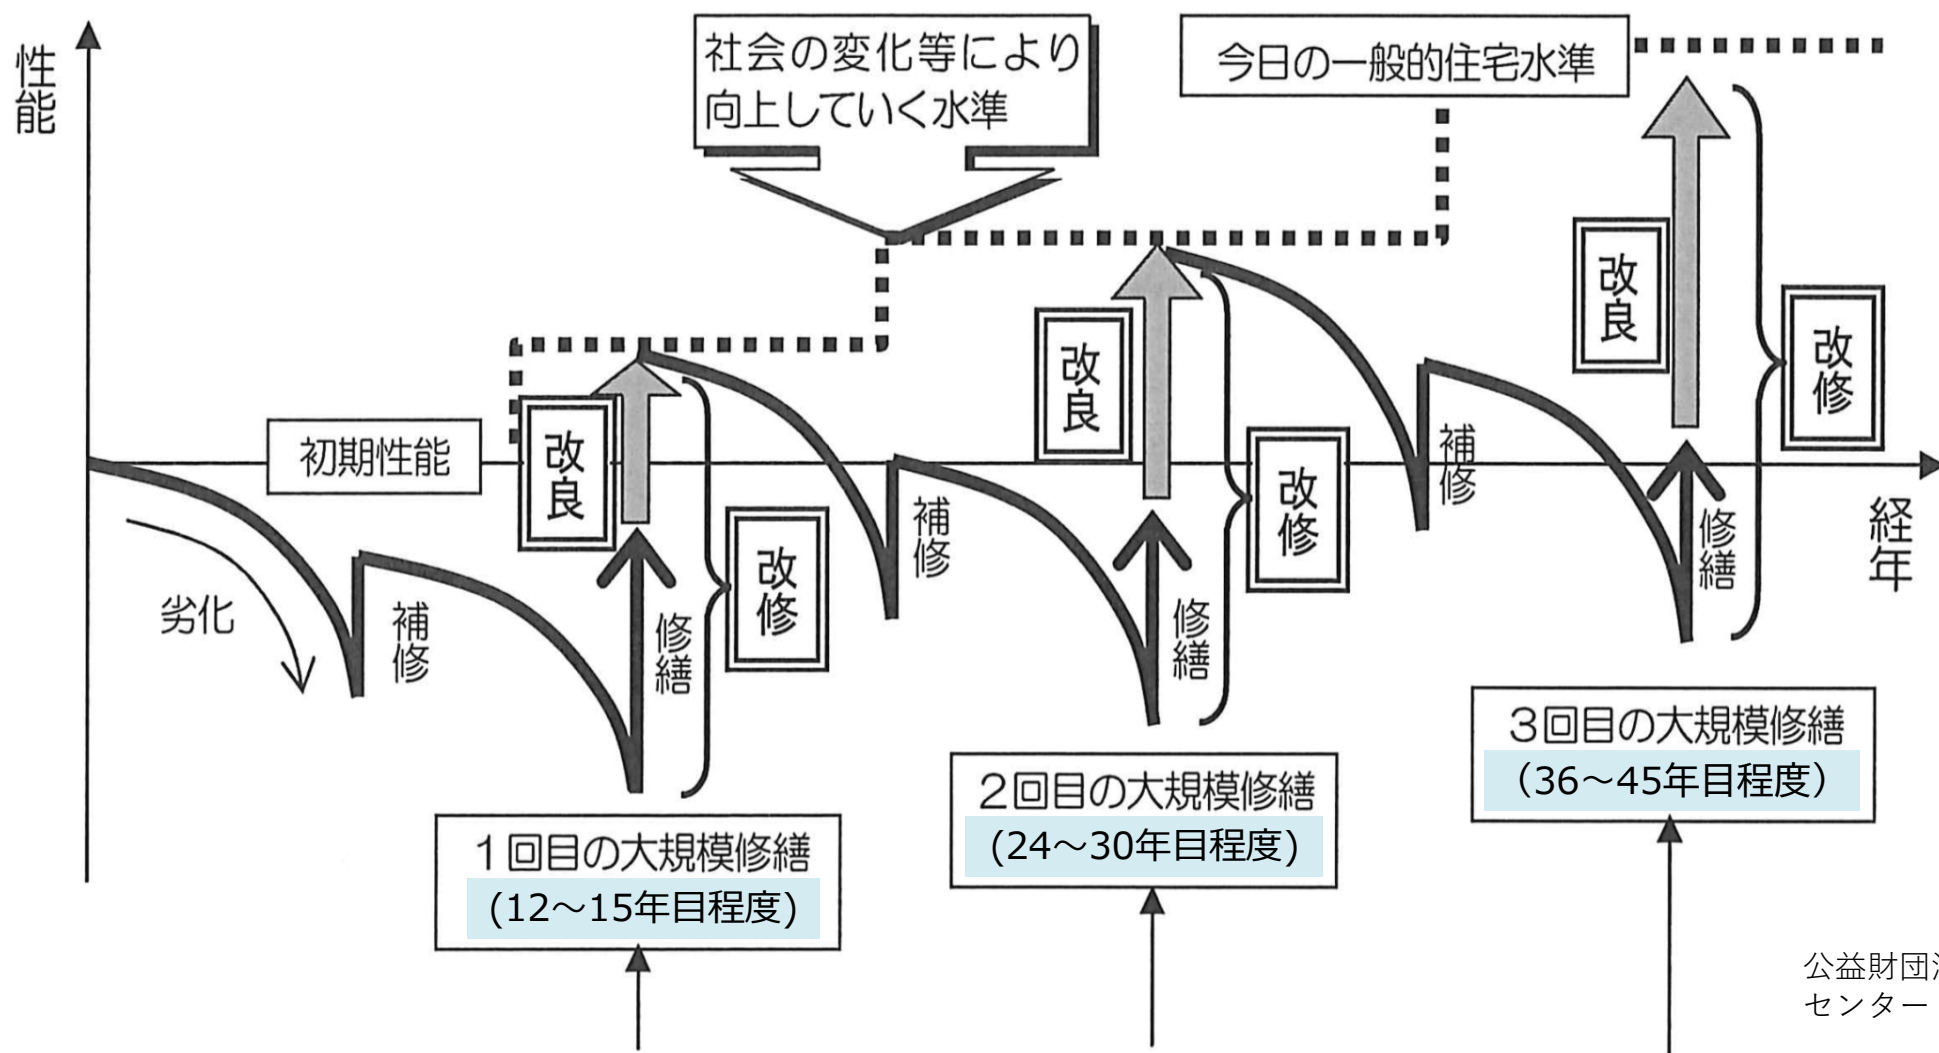 性能
社会の変化等により
向上していく水準
今日の一般的住宅水準
初期性能
劣化
補修
改良
修繕
改修
補修
改良
修繕
改修
補修
改良
修繕
改修
経年
1回目の大規模修繕
(12～15年目程度)
2回目の大規模修繕
(24～30年目程度)
3回目の大規模修繕
（36～45年目程度）
公益財団
センター